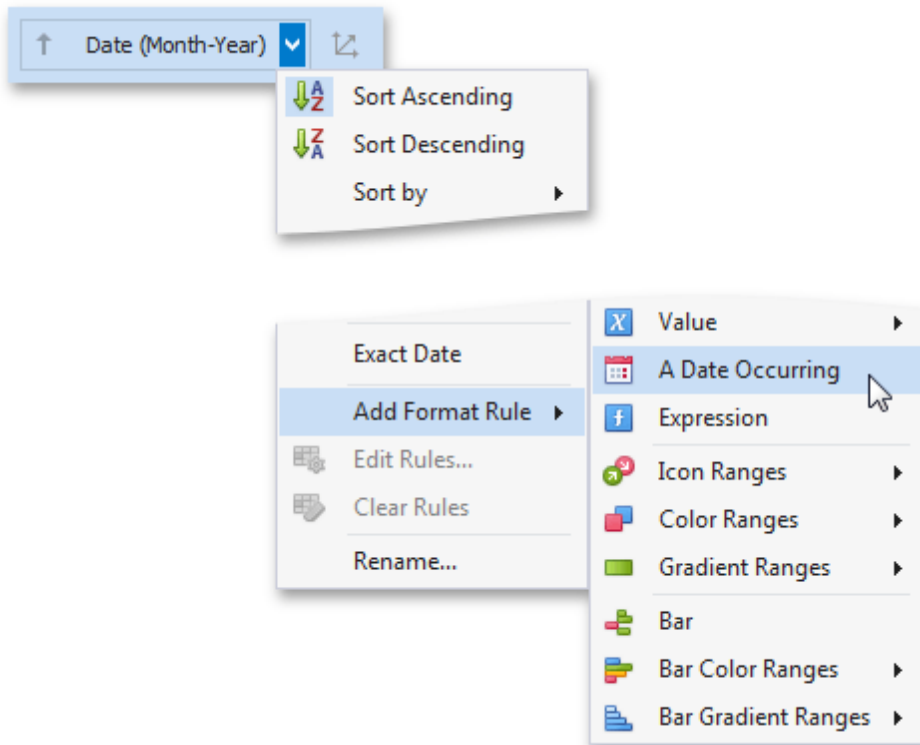 Date (Month-Year)
Sort Ascending
Sort Descending
Sort by
Exact Date
Add Format Rule
Edit Rules...
Clear Rules
Rename...
Value
A Date Occurring
Expression
Icon Ranges
Color Ranges
Gradient Ranges
Bar
Bar Color Ranges
Bar Gradient Ranges